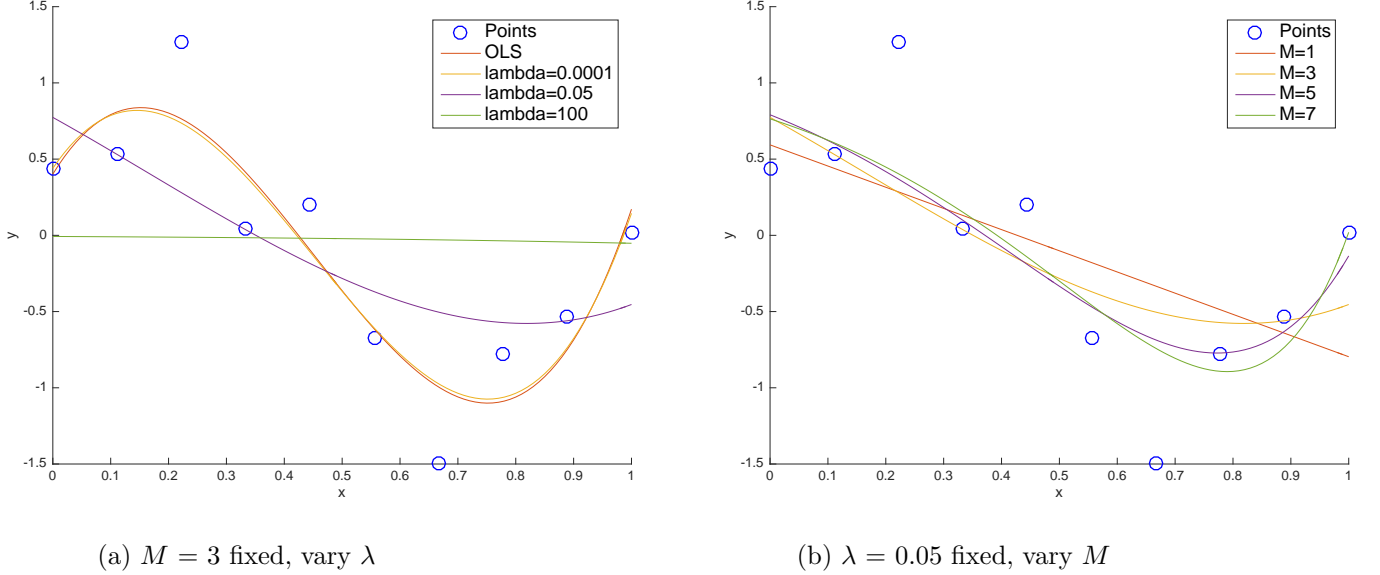 1.5
1
0.5
0
-0.5
-1
-1.5
y
0 0.1 0.2 0.3 0.4 0.5 0.6 0.7 0.8 0.9 1
x
Points
OLS
lambda=0.0001
lambda=0.05
lambda=100
(a) M = 3 fixed, vary λ
1.5
1
0.5
0
-0.5
-1
-1.5
y
0 0.1 0.2 0.3 0.4 0.5 0.6 0.7 0.8 0.9 1
x
Points
M=1
M=3
M=5
M=7
(b) λ = 0.05 fixed, vary M